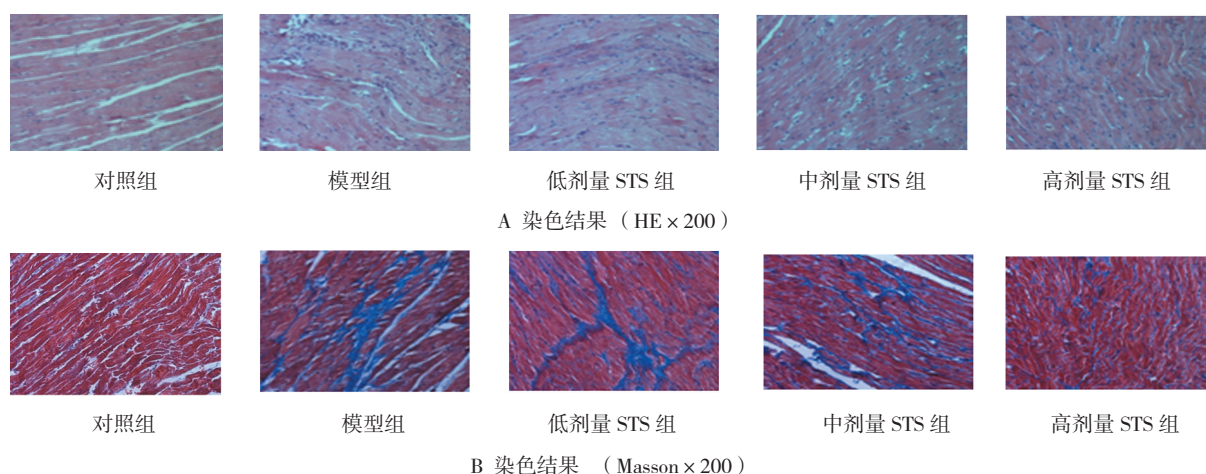 对照组 模型组 低剂量 STS 组 中剂量 STS 组 高剂量 STS 组
A 染色结果（HE × 200）
对照组 模型组 低剂量 STS 组 中剂量 STS 组 高剂量 STS 组
B 染色结果 （Masson × 200）